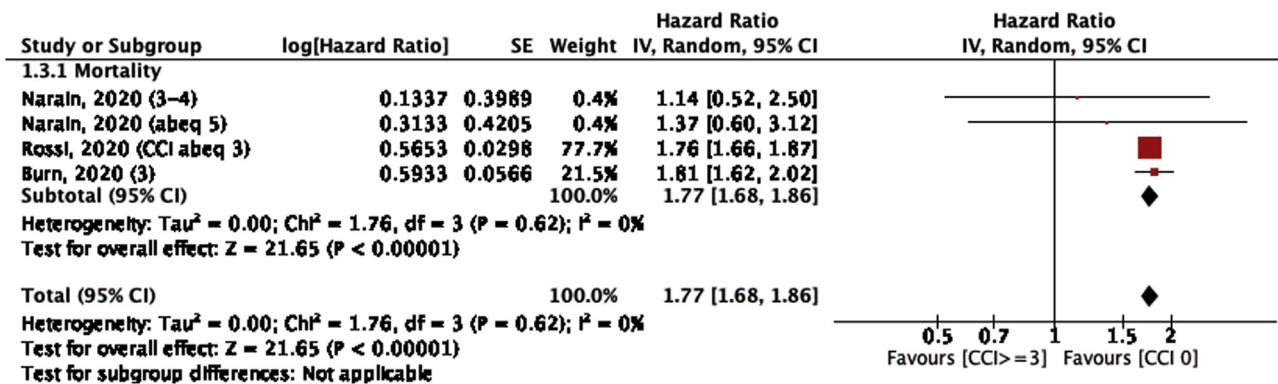 Hazard Ratio Hazard Ratio
Study or Subgroup log[Hazard Ratio] SE Weight IV, Random, 95% CI IV, Random, 95% CI
1.3.1 Mortality
Narain, 2020 (3–4) 0.1337 0.3989 0.4% 1.14 [0.52, 2.50]
Narain, 2020 (abeq 5) 0.3133 0.4205 0.4% 1.37 [0.60, 3.12]
Rossi, 2020 (CCI abeq 3) 0.5653 0.0298 77.7% 1.76 [1.66, 1.87]
Burn, 2020 (3) 0.5933 0.0566 21.5% 1.81 [1.62, 2.02]
Subtotal (95% CI) 100.0% 1.77 [1.68, 1.86]
Heterogeneity: Tau² = 0.00; Chi² = 1.76, df = 3 (P = 0.62); I² = 0%
Test for overall effect: Z = 21.65 (P < 0.00001)
Total (95% CI) 100.0% 1.77 [1.68, 1.86]
Heterogeneity: Tau² = 0.00; Chi² = 1.76, df = 3 (P = 0.62); I² = 0%
Test for overall effect: Z = 21.65 (P < 0.00001)
Test for subgroup differences: Not applicable
0.5 0.7 1 1.5 2
Favours [CCI>=3] Favours [CCI 0]